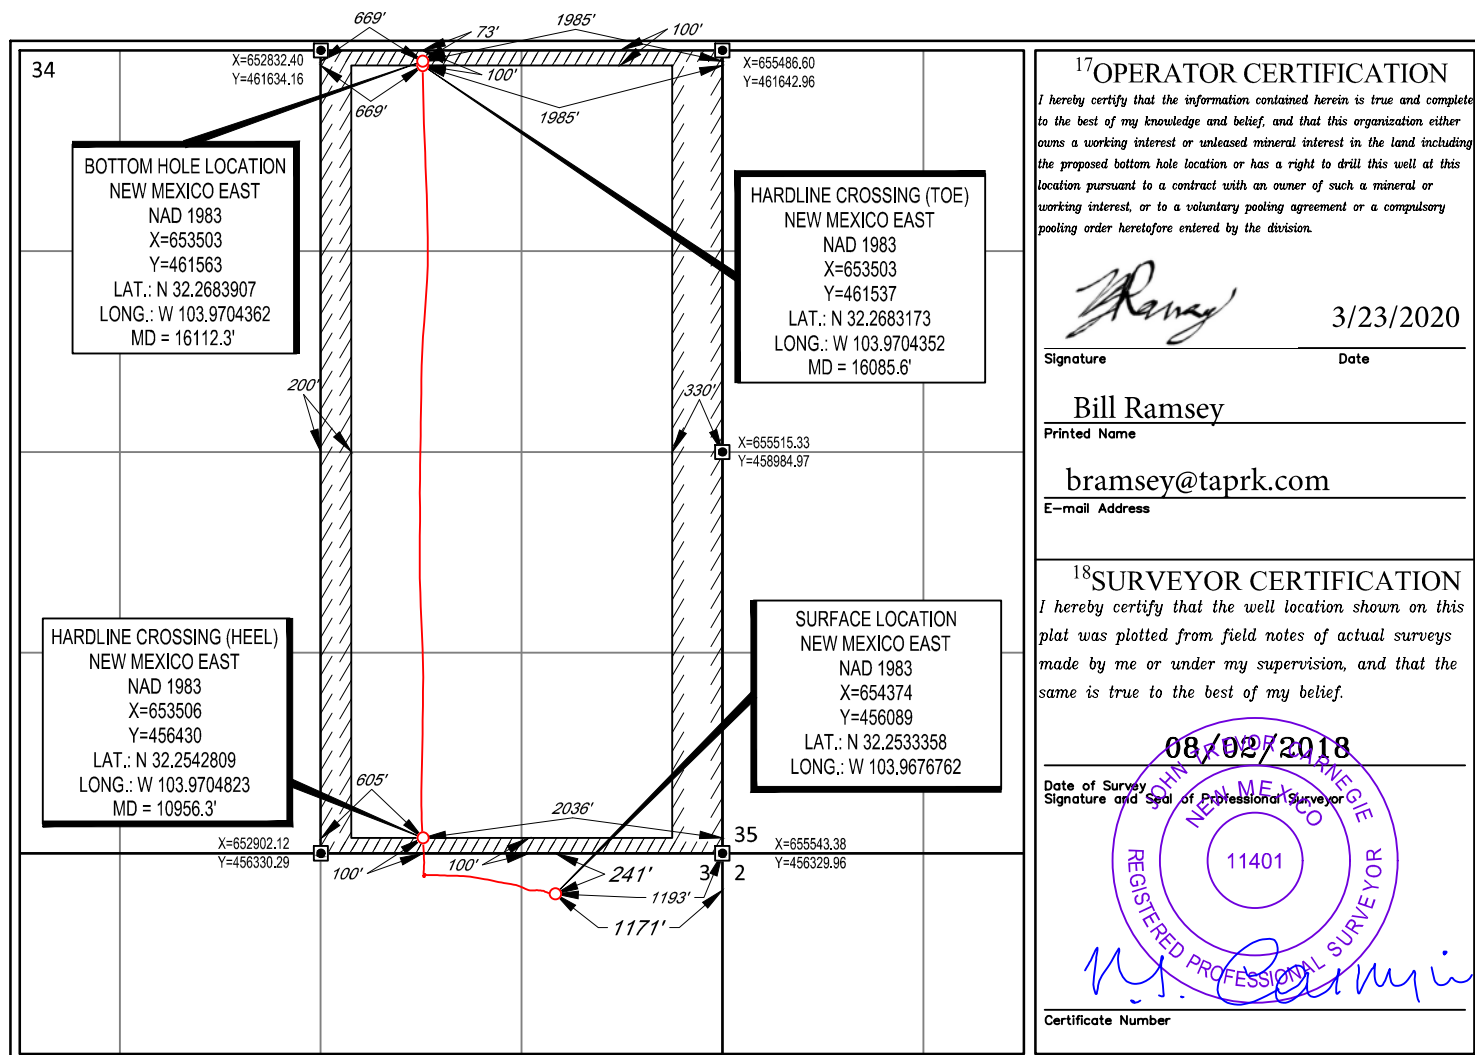 669'
73'
1985'
100'
34
X=652832.40
Y=461634.16
100'
669'
1985'
X=655486.60
Y=461642.96
BOTTOM HOLE LOCATION
NEW MEXICO EAST
NAD 1983
X=653503
Y=461563
LAT.: N 32.2683907
LONG.: W 103.9704362
MD = 16112.3'
HARDLINE CROSSING (TOE)
NEW MEXICO EAST
NAD 1983
X=653503
Y=461537
LAT.: N 32.2683173
LONG.: W 103.9704352
MD = 16085.6'
200'
330'
X=655515.33
Y=458984.97
HARDLINE CROSSING (HEEL)
NEW MEXICO EAST
NAD 1983
X=653506
Y=456430
LAT.: N 32.2542809
LONG.: W 103.9704823
MD = 10956.3'
SURFACE LOCATION
NEW MEXICO EAST
NAD 1983
X=654374
Y=456089
LAT.: N 32.2533358
LONG.: W 103.9676762
605'
2036'
X=652902.12
Y=456330.29
35
3 2
X=655543.38
Y=456329.96
100'
100'
241'
1193'
1171'
17OPERATOR CERTIFICATION
I hereby certify that the information contained herein is true and complete
to the best of my knowledge and belief, and that this organization either
owns a working interest or unleased mineral interest in the land including
the proposed bottom hole location or has a right to drill this well at this
location pursuant to a contract with an owner of such a mineral or
working interest, or to a voluntary pooling agreement or a compulsory
pooling order heretofore entered by the division.
3/23/2020
Signature Date
Bill Ramsey
Printed Name
bramsey@taprk.com
E-mail Address
18SURVEYOR CERTIFICATION
I hereby certify that the well location shown on this
plat was plotted from field notes of actual surveys
made by me or under my supervision, and that the
same is true to the best of my belief.
08/02/2018
Date of Survey
Signature and Seal of Professional Surveyor
JOHN TREVOR CARNEGIE
NEW MEXICO
11401
REGISTERED PROFESSIONAL SURVEYOR
Certificate Number